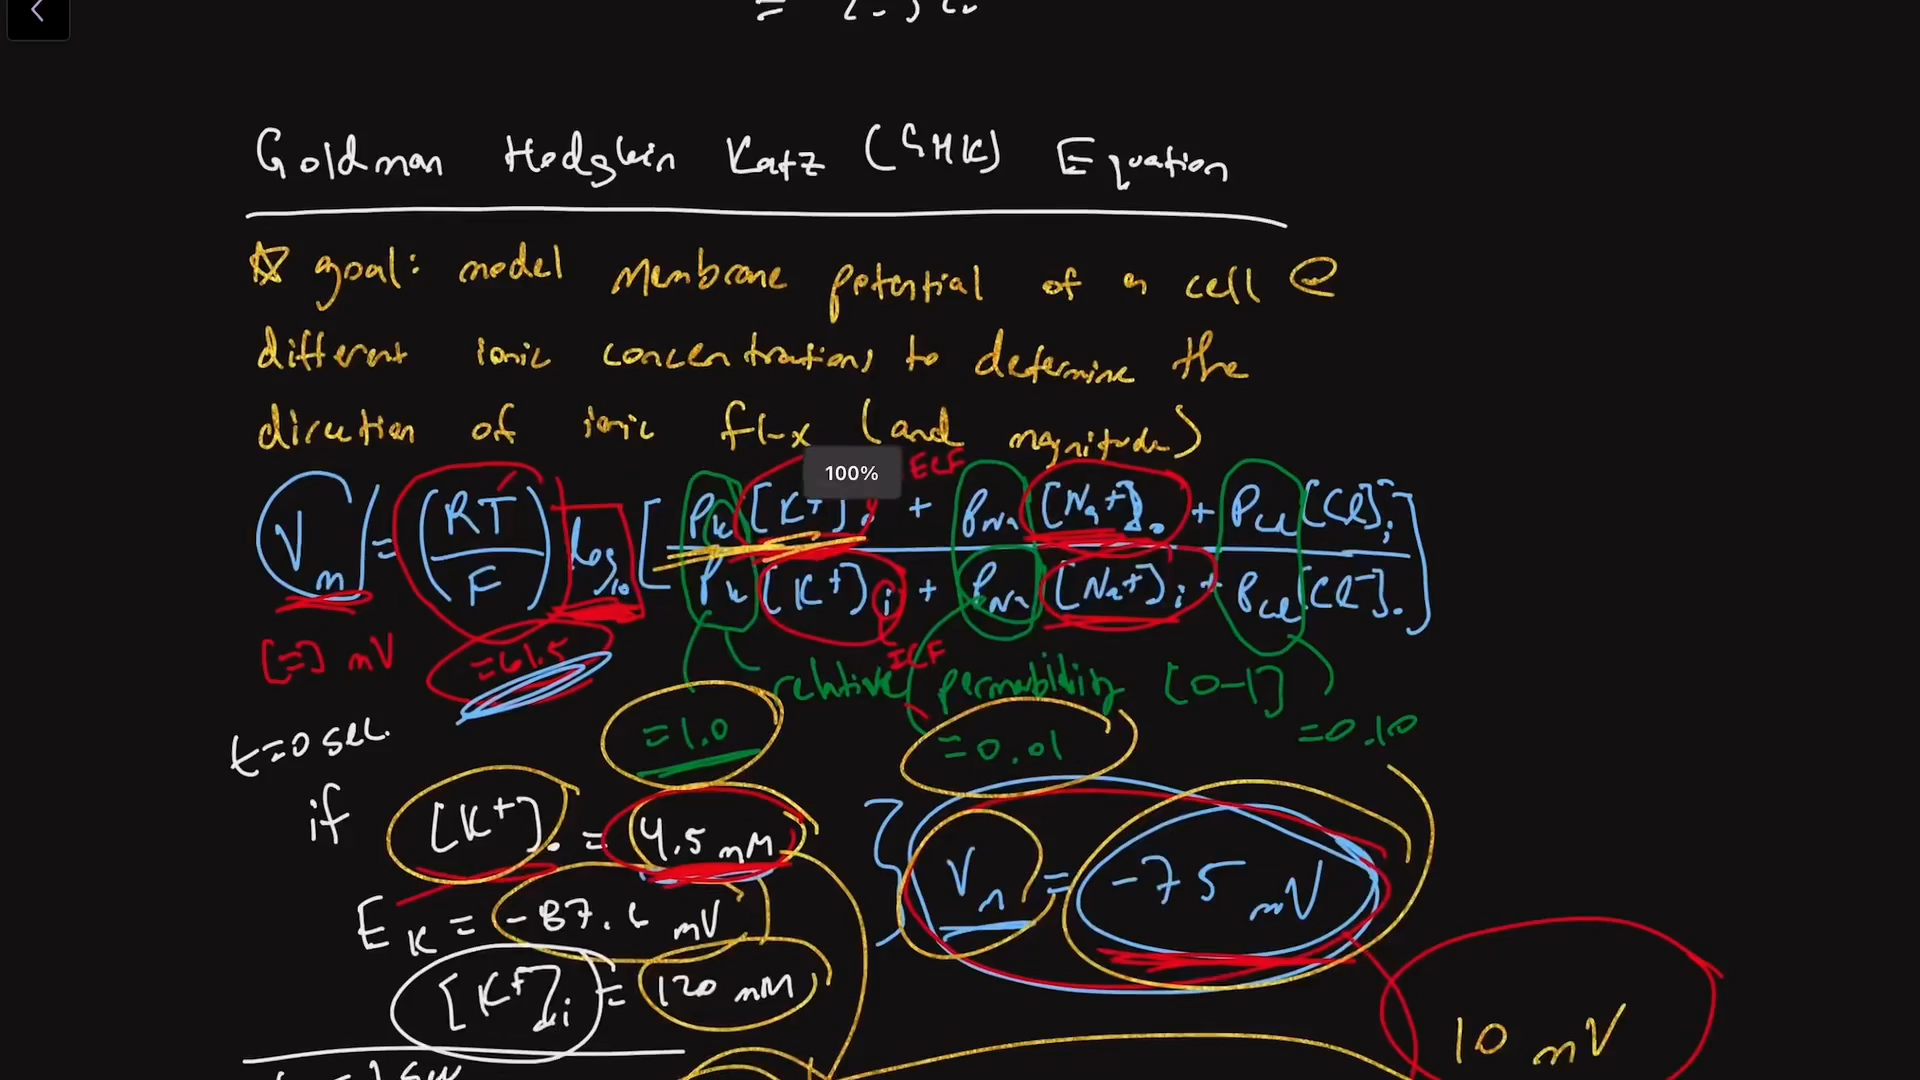 Goldman Hodgkin Katz (GHK) Equation
☆ goal: model membrane potential of a cell @
different ionic concentrations to determine the
direction of ionic flux (and magnitude)
100%
ECF
Vm = (RT/F) log10 [ PK[K+]o + PNa[Na+]o + PCl[Cl-]i / PK[K+]i + PNa[Na+]i + PCl[Cl-]o ]
[=] mV =61.5 ICF
relative permeability [0-1]
t=0 sec =1.0 =0.01 =0.10
if [K+]o = 4.5 mM
Vm = -75 mV
EK = -87.6 mV
[K+]i = 120 mM
10 mV